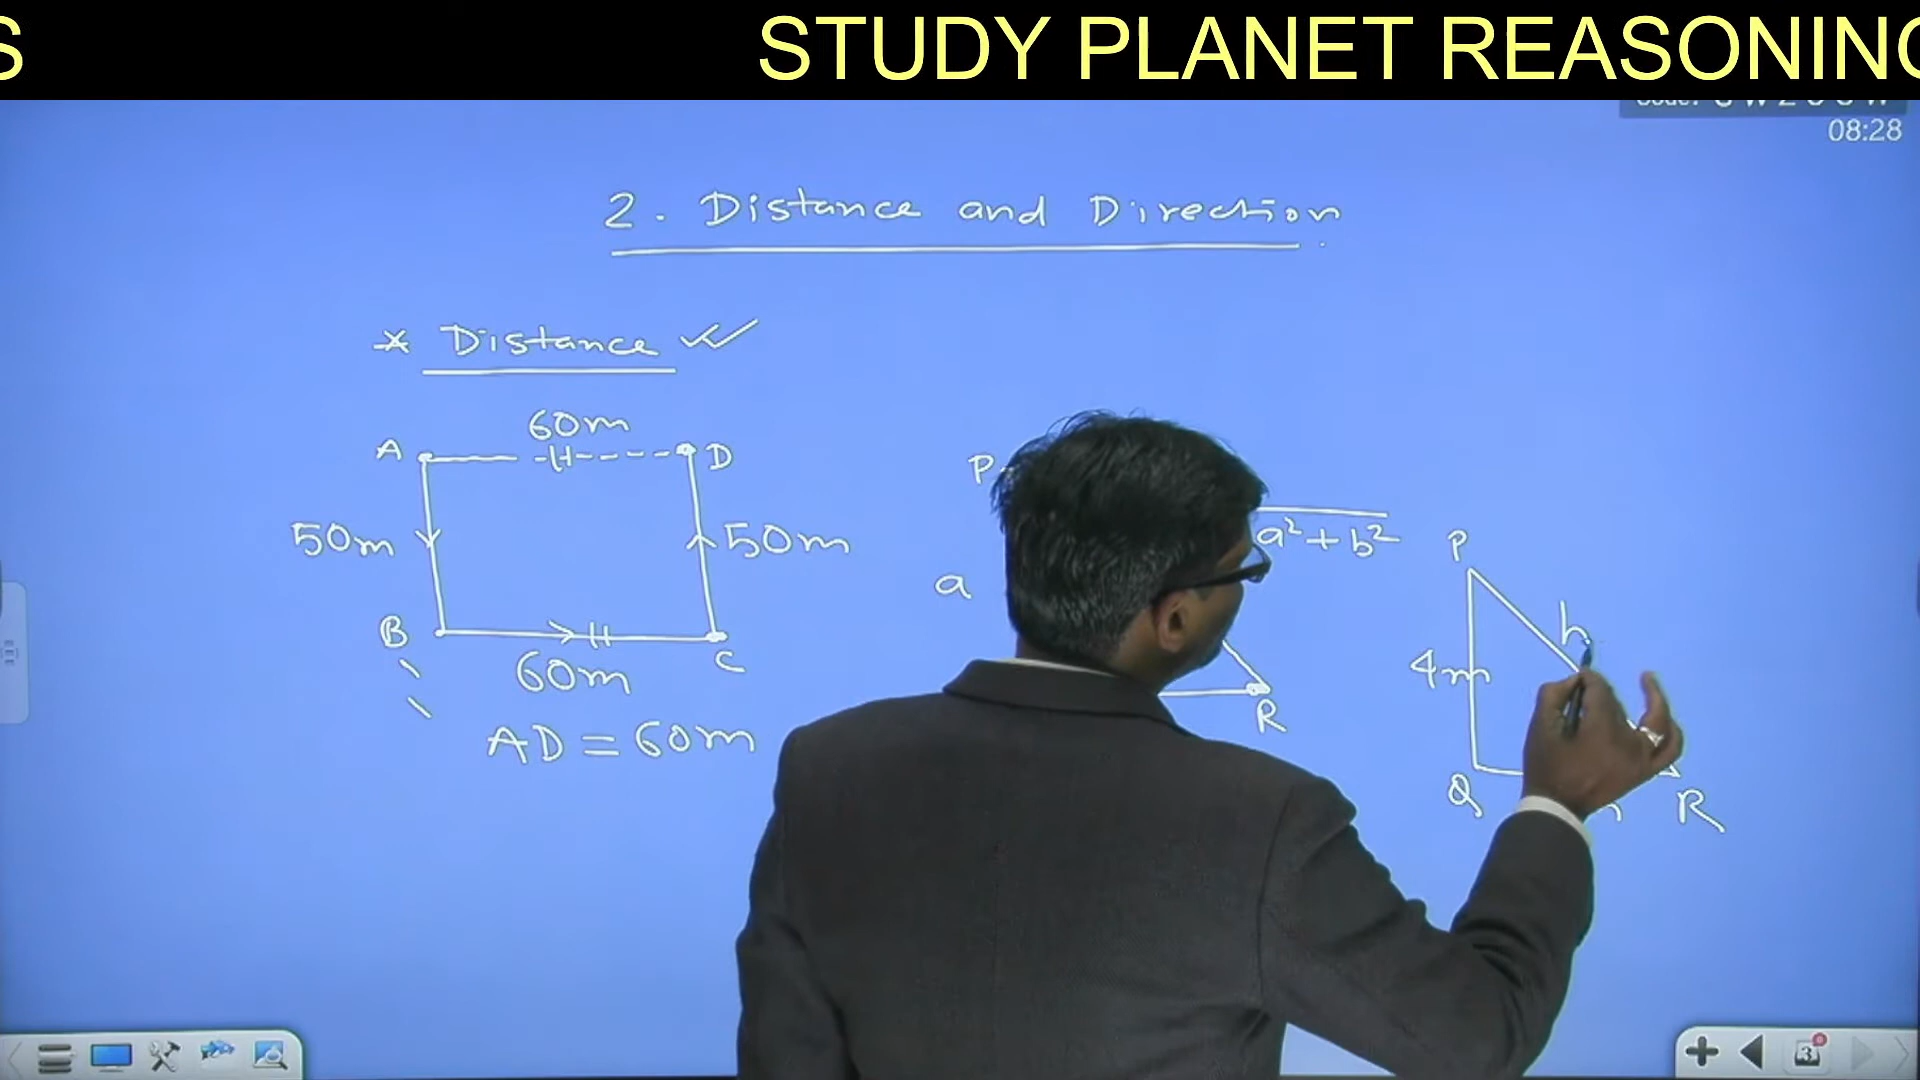 S STUDY PLANET REASONING
08:28
2. Distance and Direction
* Distance
60m
A D
50m 50m
B C
60m
AD = 60m
P
a
a²+b²
R
P
h
4m
Q R